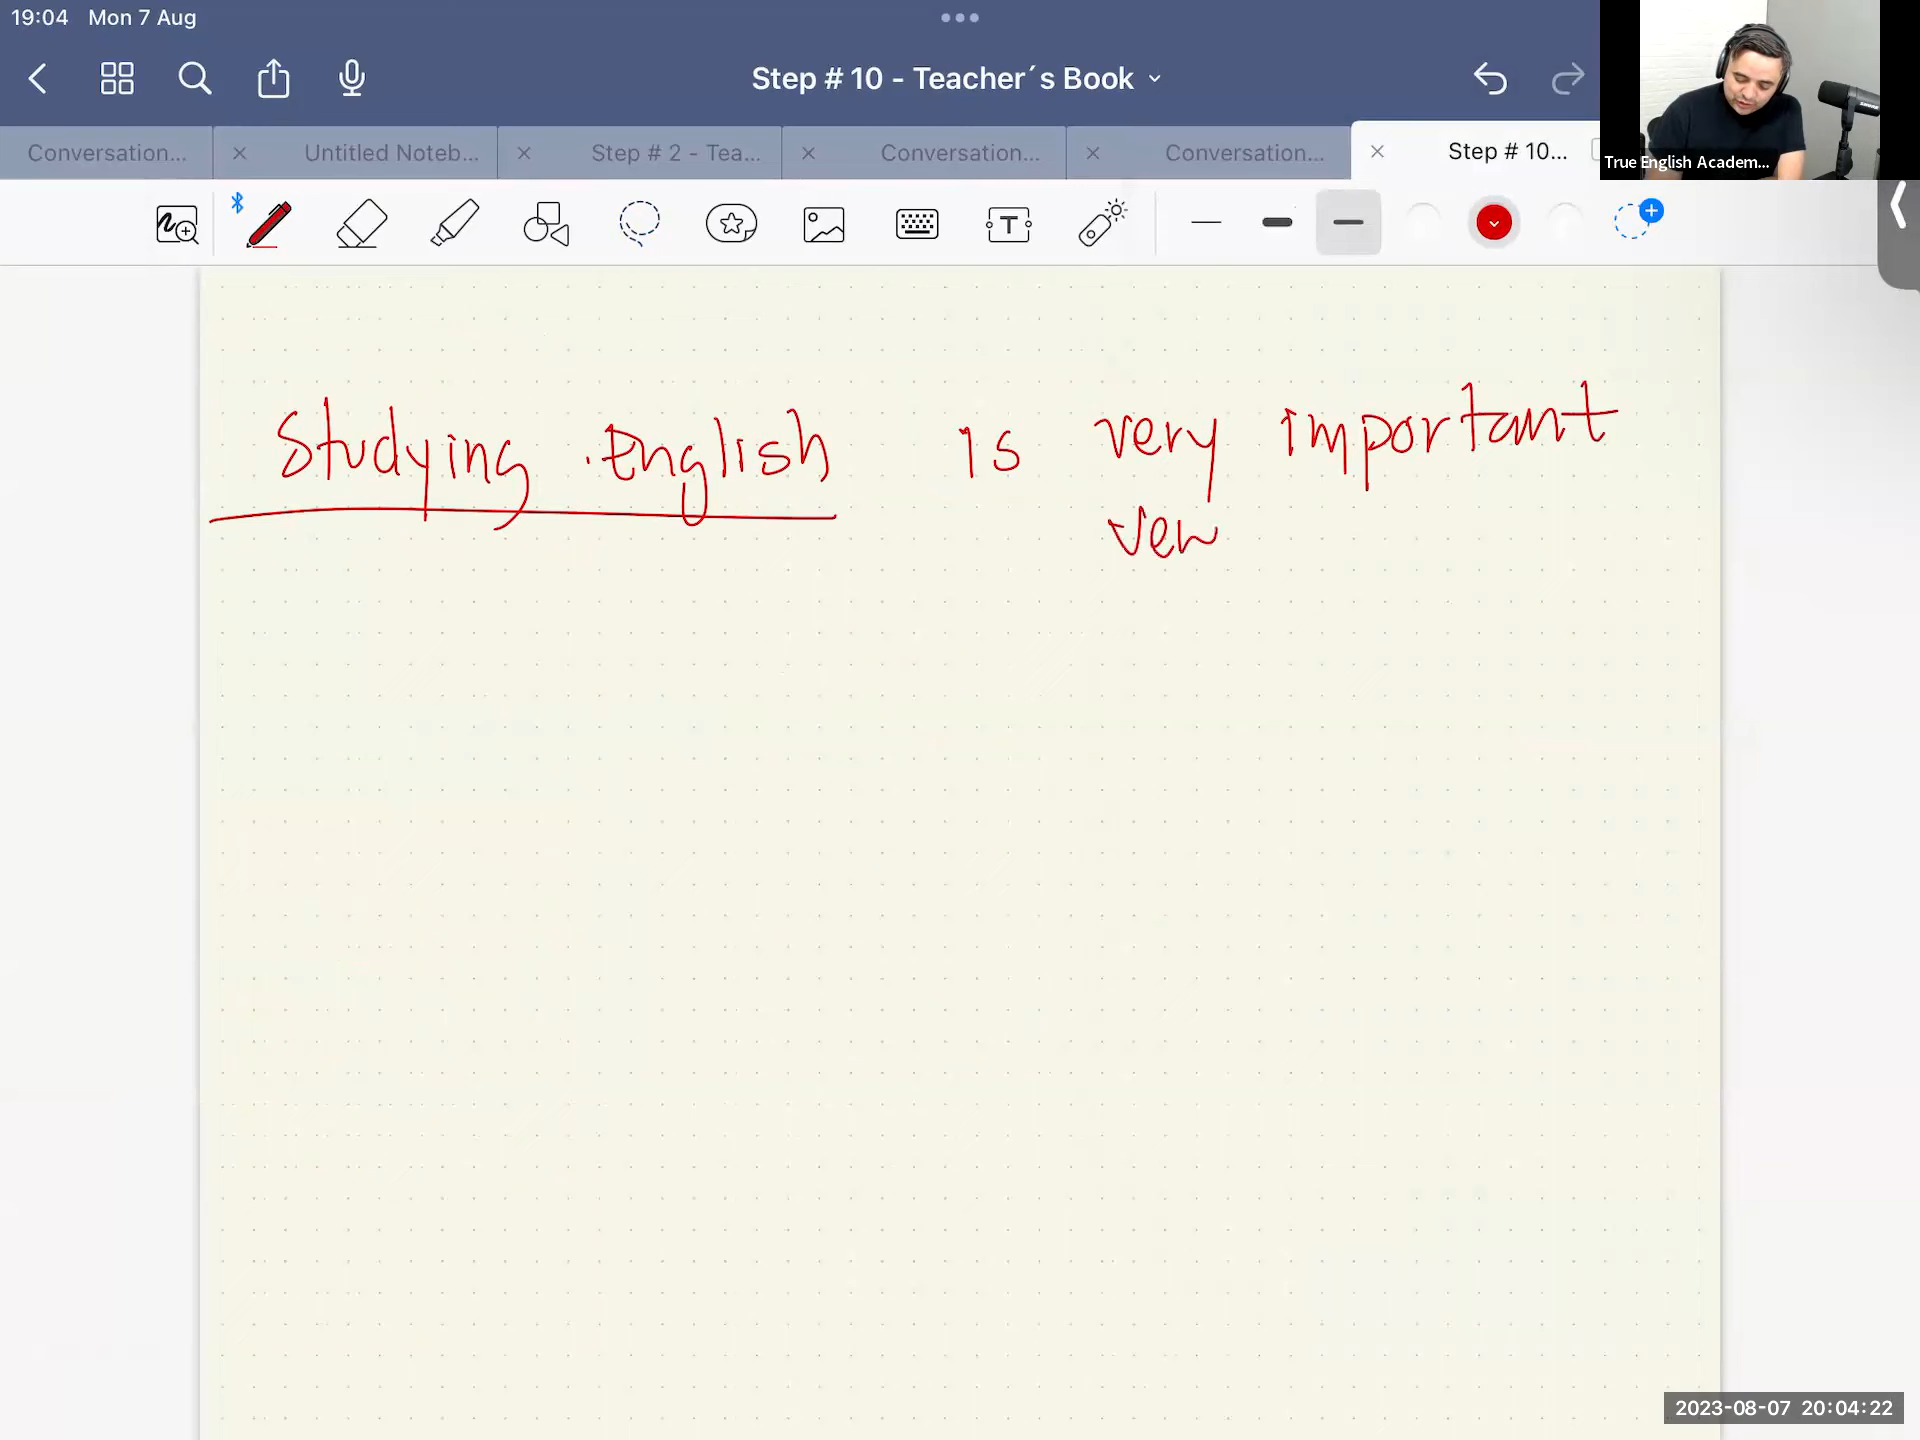 19:04 Mon 7 Aug
Step # 10 - Teacher´s Book
Conversation... Untitled Noteb... Step # 2 - Tea... Conversation... Conversation... Step # 10...
True English Academ...
Studying English is very important
ver
2023-08-07 20:04:22